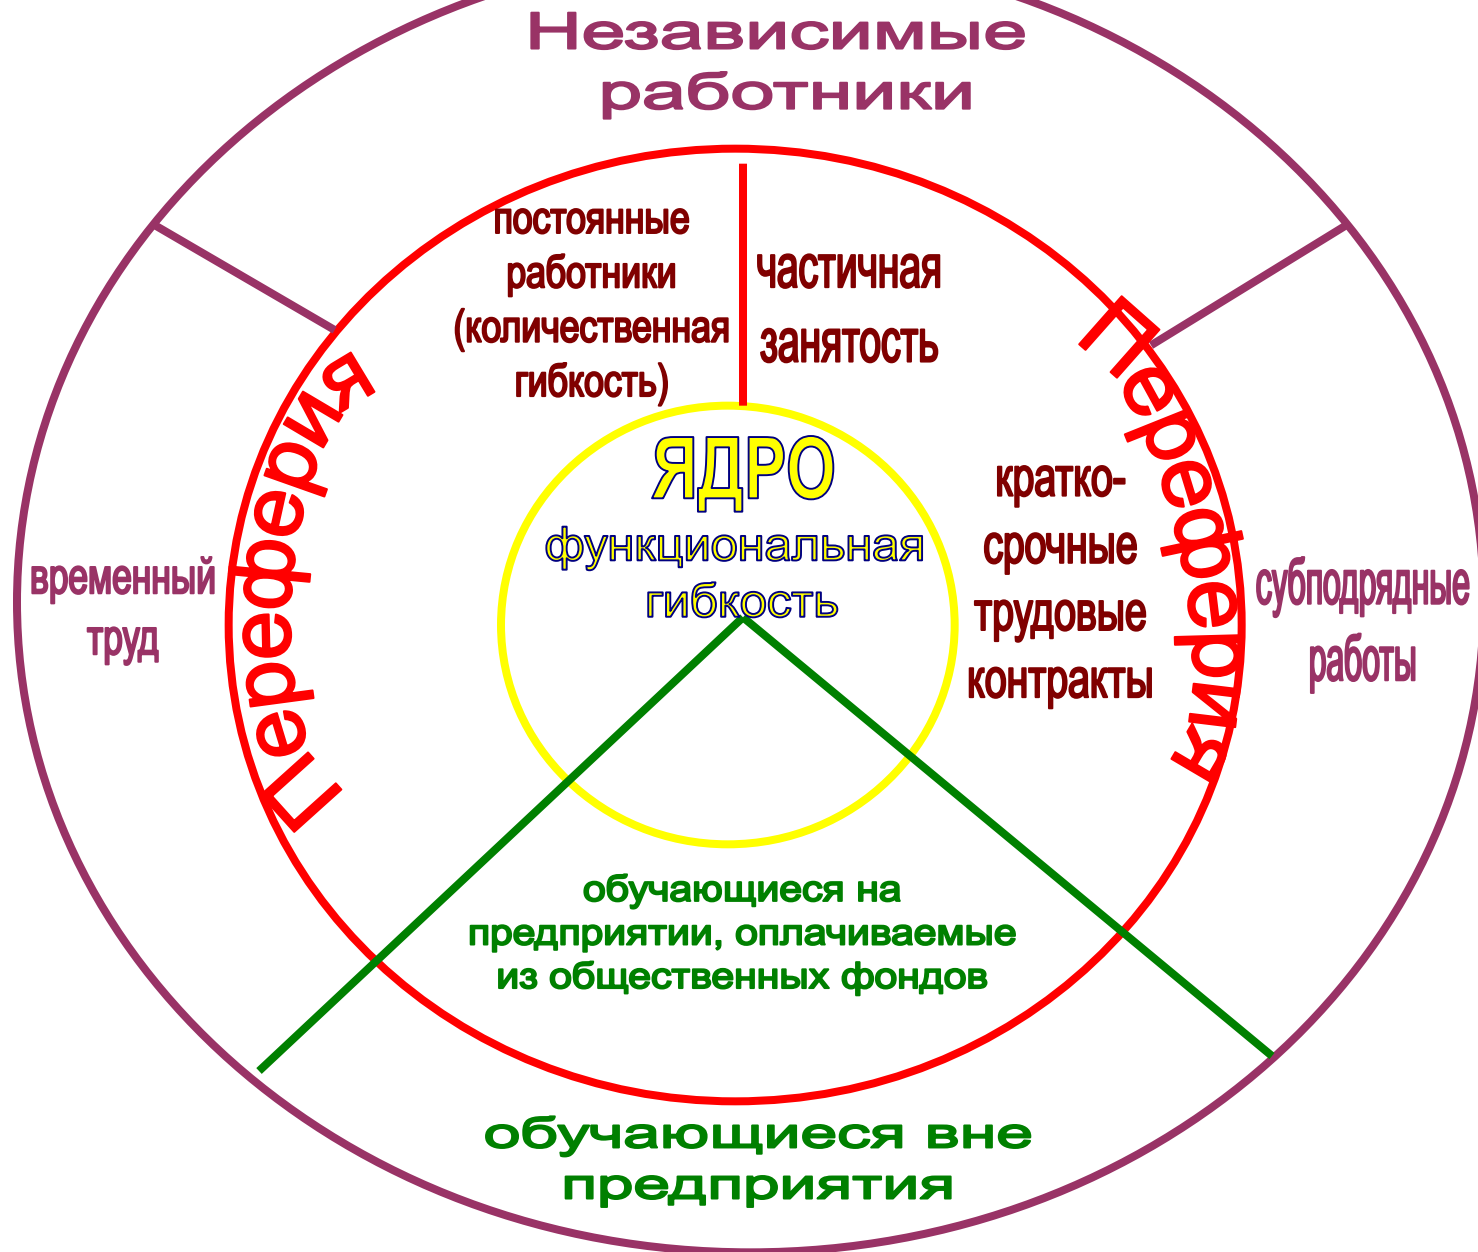 Независимые
работники
постоянные
работники
(количественная
гибкость)
частичная
занятость
Переферия
Переферия
ЯДРО
функциональная
гибкость
кратко-
срочные
трудовые
контракты
временный
труд
субподрядные
работы
обучающиеся на
предприятии, оплачиваемые
из общественных фондов
обучающиеся вне
предприятия